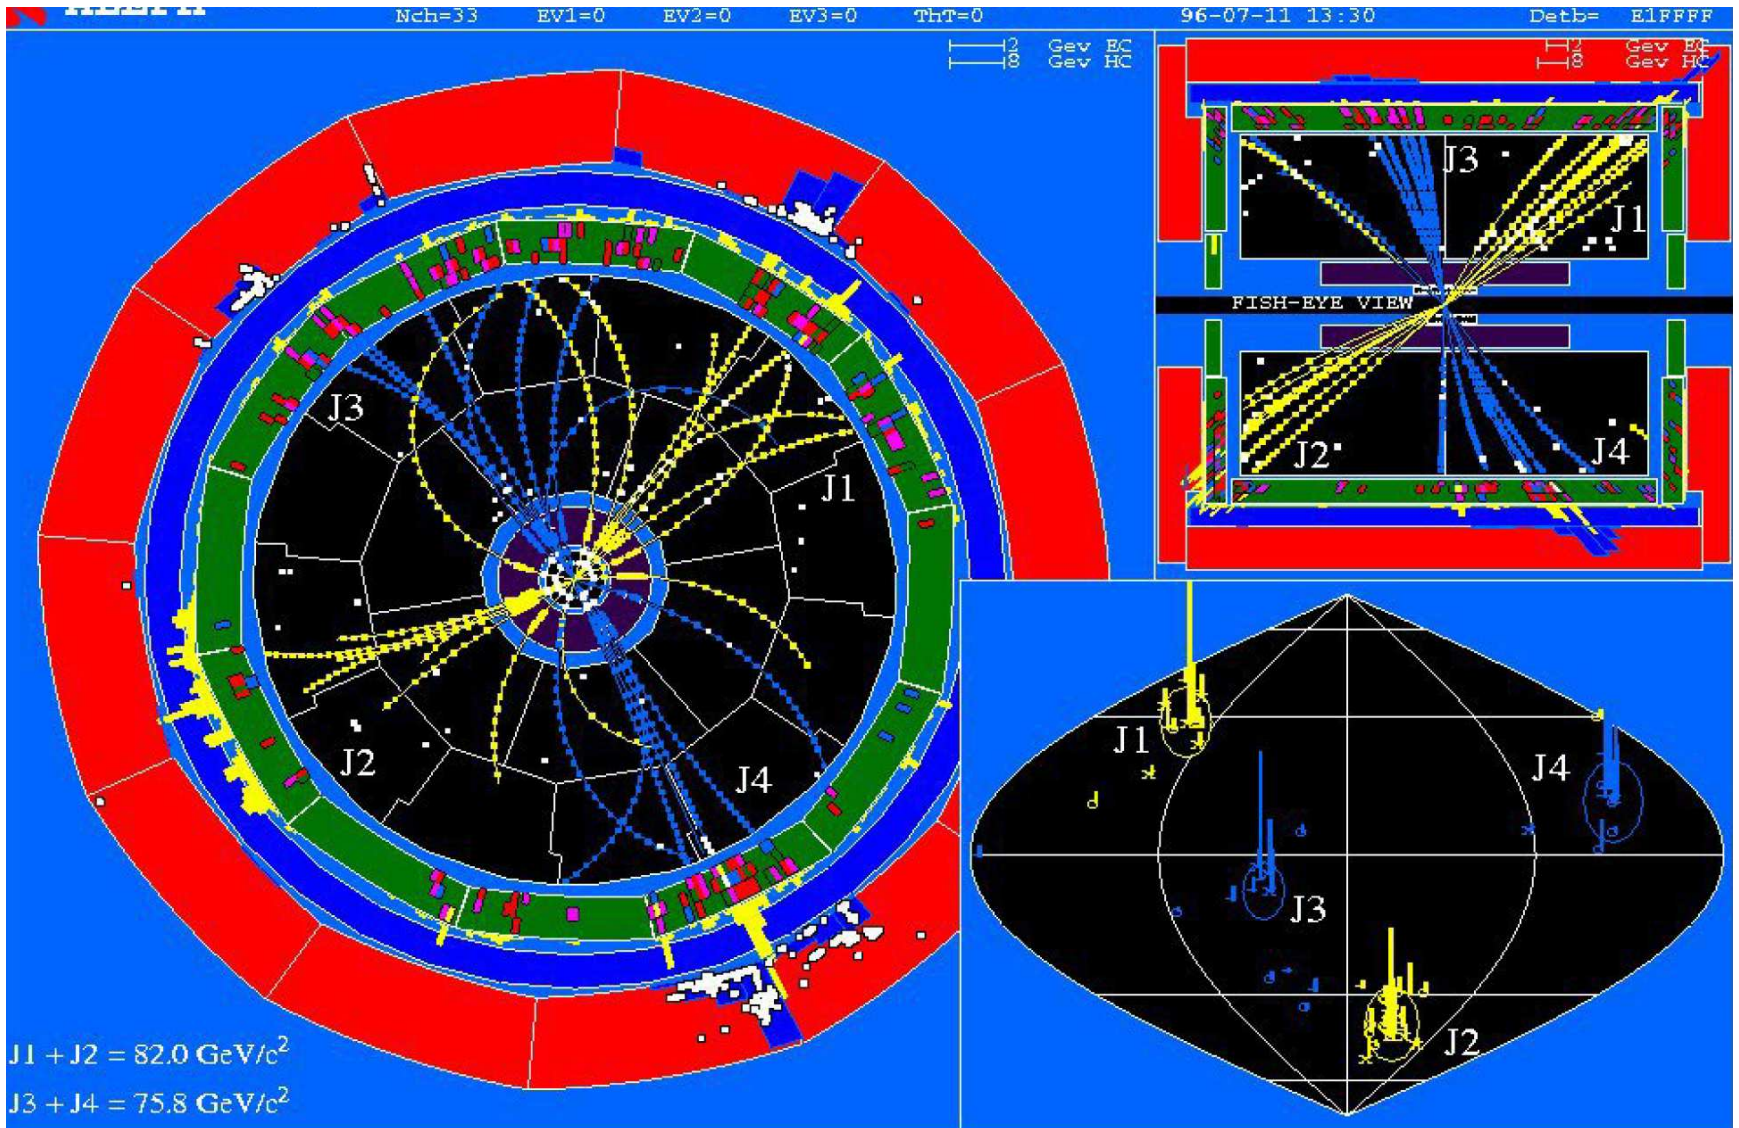 ALEPH
Nch=33 EV1=0 EV2=0 EV3=0 ThT=0 96-07-11 13:30 Detb= E1FFFF
2 Gev EC
8 Gev HC
2 Gev EC
8 Gev HC
J3
J1
FISH-EYE VIEW
J2
J4
J3
J1
J2
J4
J1
J4
J3
J2
J1 + J2 = 82.0 GeV/c²
J3 + J4 = 75.8 GeV/c²